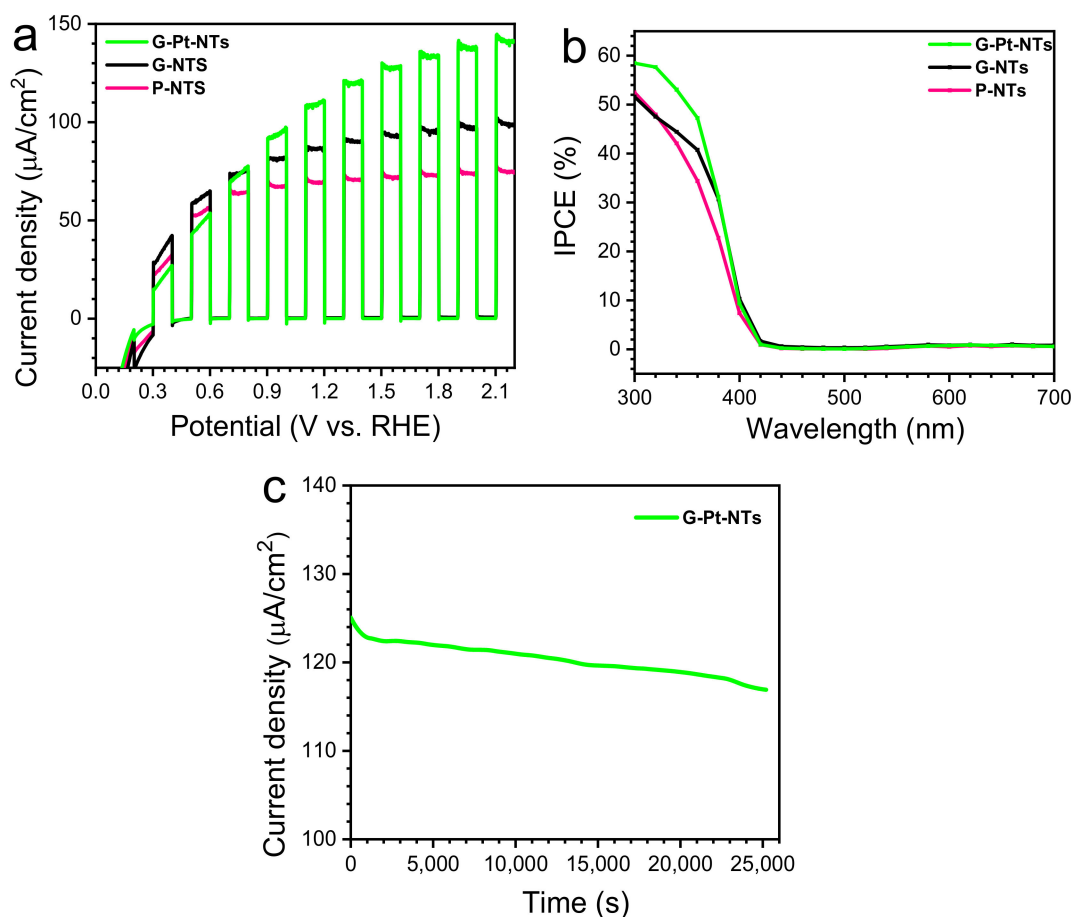 a
G-Pt-NTs
G-NTS
P-NTS
150
100
50
0
Current density (μA/cm2)
0.0 0.3 0.6 0.9 1.2 1.5 1.8 2.1
Potential (V vs. RHE)
b
G-Pt-NTs
G-NTs
P-NTs
60
50
40
30
20
10
0
IPCE (%)
300 400 500 600 700
Wavelength (nm)
c
G-Pt-NTs
140
130
120
110
100
Current density (μA/cm2)
0 5,000 10,000 15,000 20,000 25,000
Time (s)